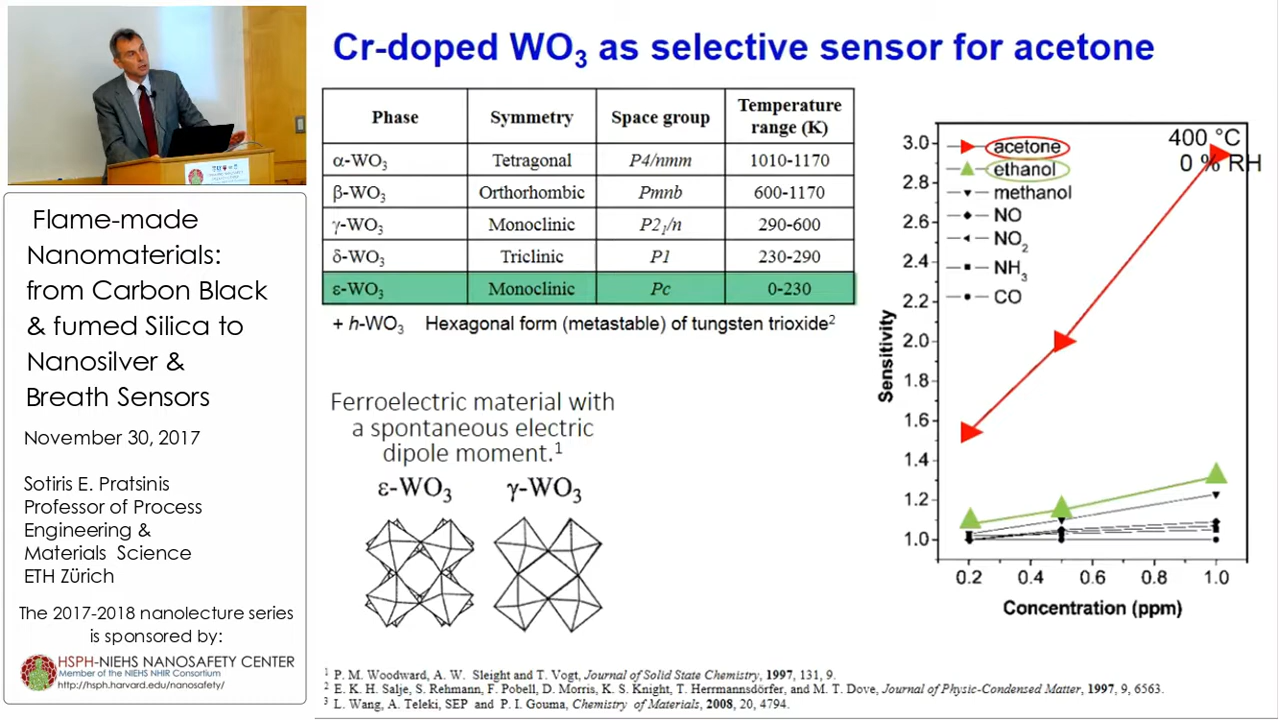 Cr-doped WO3 as selective sensor for acetone
Flame-made
Nanomaterials:
from Carbon Black
& fumed Silica to
Nanosilver &
Breath Sensors
November 30, 2017
Sotiris E. Pratsinis
Professor of Process
Engineering &
Materials Science
ETH Zürich
The 2017-2018 nanolecture series
is sponsored by:
HSPH-NIEHS NANOSAFETY CENTER
Member of the NIEHS NHIR Consortium
http://hsph.harvard.edu/nanosafety/
Phase Symmetry Space group Temperature range (K)
α-WO3 Tetragonal P4/nmm 1010-1170
β-WO3 Orthorhombic Pmnb 600-1170
γ-WO3 Monoclinic P21/n 290-600
δ-WO3 Triclinic P1 230-290
ε-WO3 Monoclinic Pc 0-230
+ h-WO3 Hexagonal form (metastable) of tungsten trioxide2
Ferroelectric material with
a spontaneous electric
dipole moment.1
ε-WO3 γ-WO3
400 °C
0 % RH
acetone
ethanol
methanol
NO
NO2
NH3
CO
Sensitivity
3.0
2.8
2.6
2.4
2.2
2.0
1.8
1.6
1.4
1.2
1.0
0.2 0.4 0.6 0.8 1.0
Concentration (ppm)
1 P. M. Woodward, A. W. Sleight and T. Vogt, Journal of Solid State Chemistry, 1997, 131, 9.
2 E. K. H. Salje, S. Rehmann, F. Pobell, D. Morris, K. S. Knight, T. Herrmannsdörfer, and M. T. Dove, Journal of Physic-Condensed Matter, 1997, 9, 6563.
3 L. Wang, A. Teleki, SEP and P. I. Gouma, Chemistry of Materials, 2008, 20, 4794.